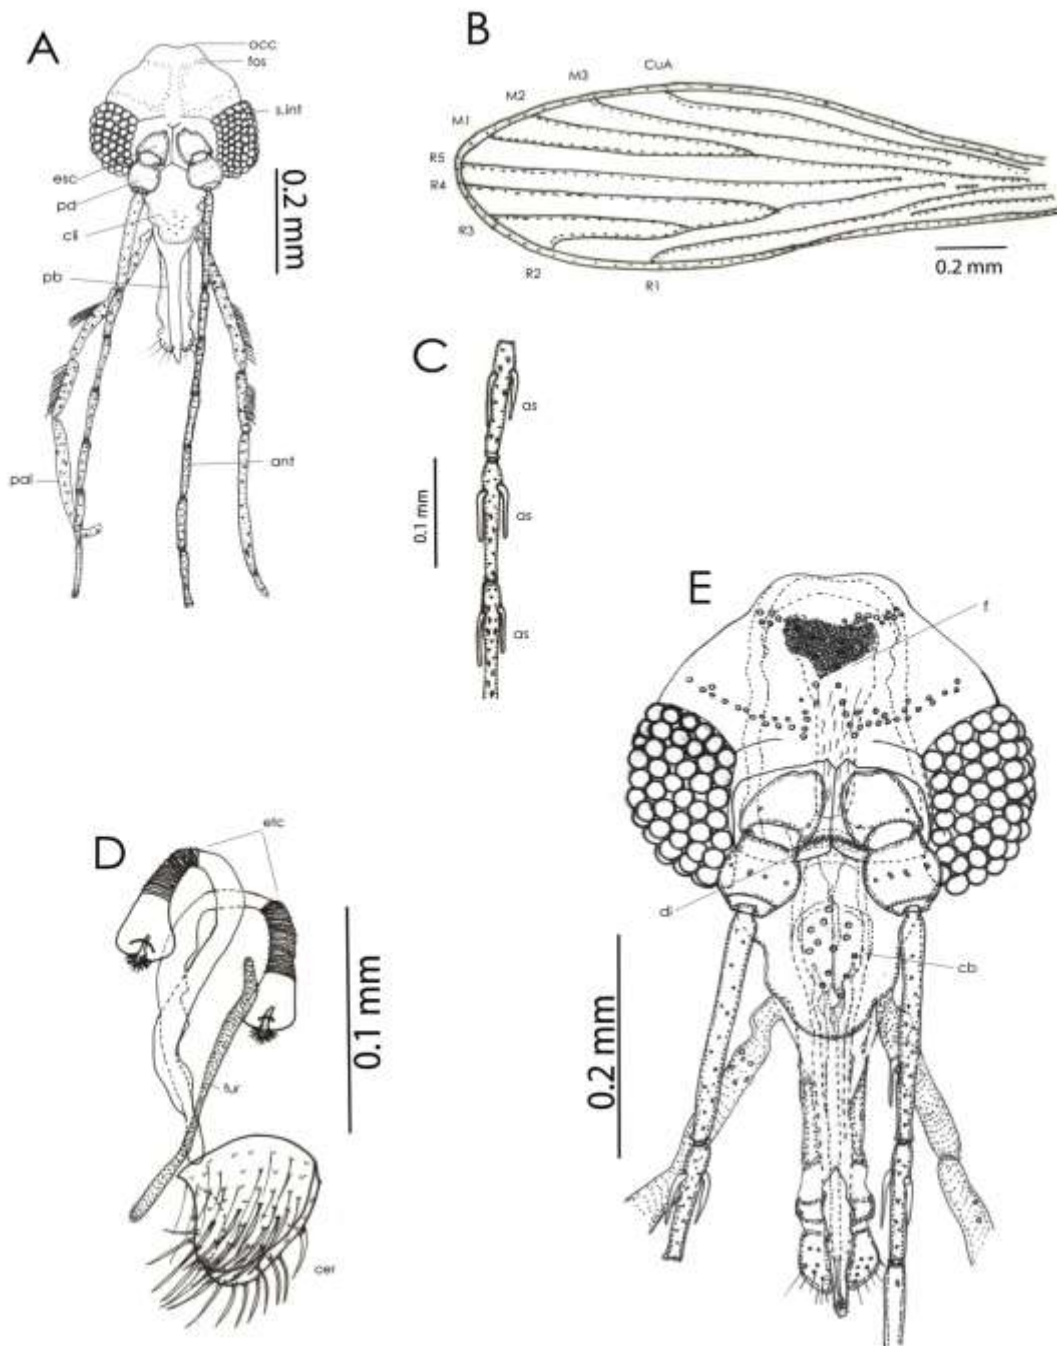 A
occ
fos
s.int
esc
pd
cli
pb
pal
ant
0.2 mm
B
CuA
M3
M2
M1
R5
R4
R3
R2
R1
0.2 mm
C
as
as
as
0.1 mm
D
etc
fur
cer
0.1 mm
E
f
di
cb
0.2 mm